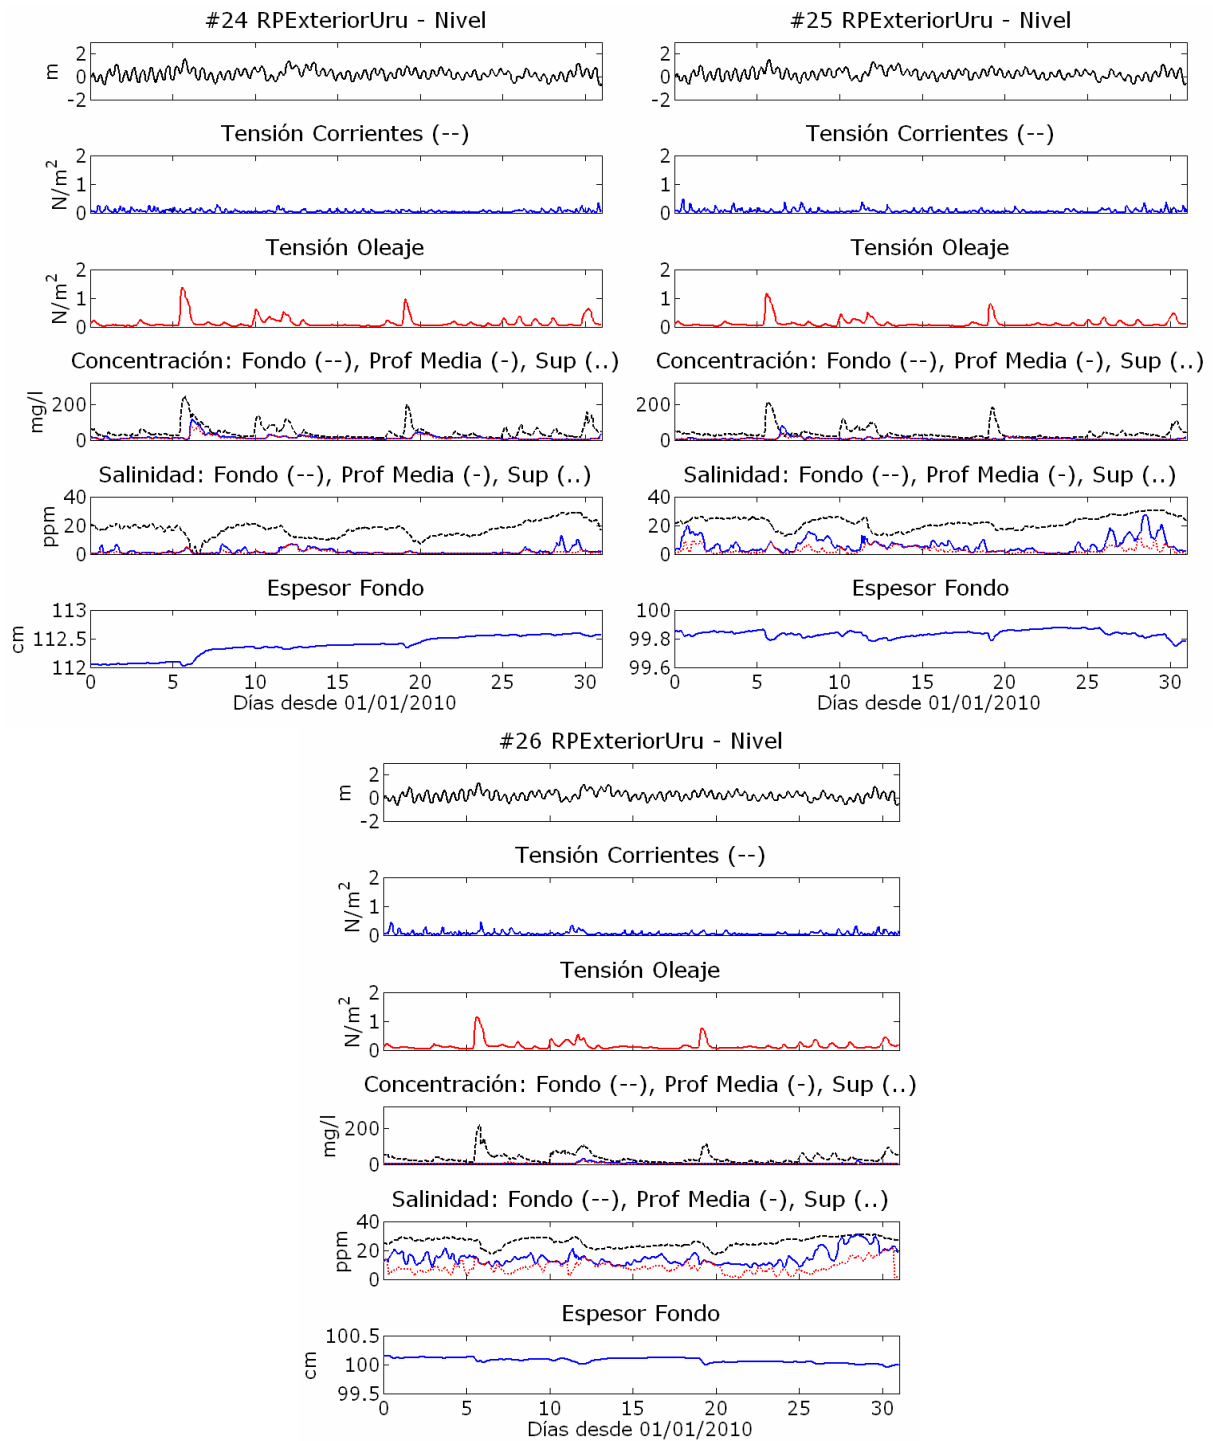 #24 RPExteriorUru - Nivel
2
0
-2
m
Tensión Corrientes (--)
2
1
0
N/m²
Tensión Oleaje
2
1
0
N/m²
Concentración: Fondo (--), Prof Media (-), Sup (..)
200
0
mg/l
Salinidad: Fondo (--), Prof Media (-), Sup (..)
40
20
0
ppm
Espesor Fondo
113
112.5
112
cm
0 5 10 15 20 25 30
Días desde 01/01/2010
#25 RPExteriorUru - Nivel
2
0
-2
Tensión Corrientes (--)
2
1
0
Tensión Oleaje
2
1
0
Concentración: Fondo (--), Prof Media (-), Sup (..)
200
0
Salinidad: Fondo (--), Prof Media (-), Sup (..)
40
20
0
Espesor Fondo
100
99.8
99.6
0 5 10 15 20 25 30
Días desde 01/01/2010
#26 RPExteriorUru - Nivel
2
0
-2
m
Tensión Corrientes (--)
2
1
0
N/m²
Tensión Oleaje
2
1
0
N/m²
Concentración: Fondo (--), Prof Media (-), Sup (..)
200
0
mg/l
Salinidad: Fondo (--), Prof Media (-), Sup (..)
40
20
0
ppm
Espesor Fondo
100.5
100
99.5
cm
0 5 10 15 20 25 30
Días desde 01/01/2010